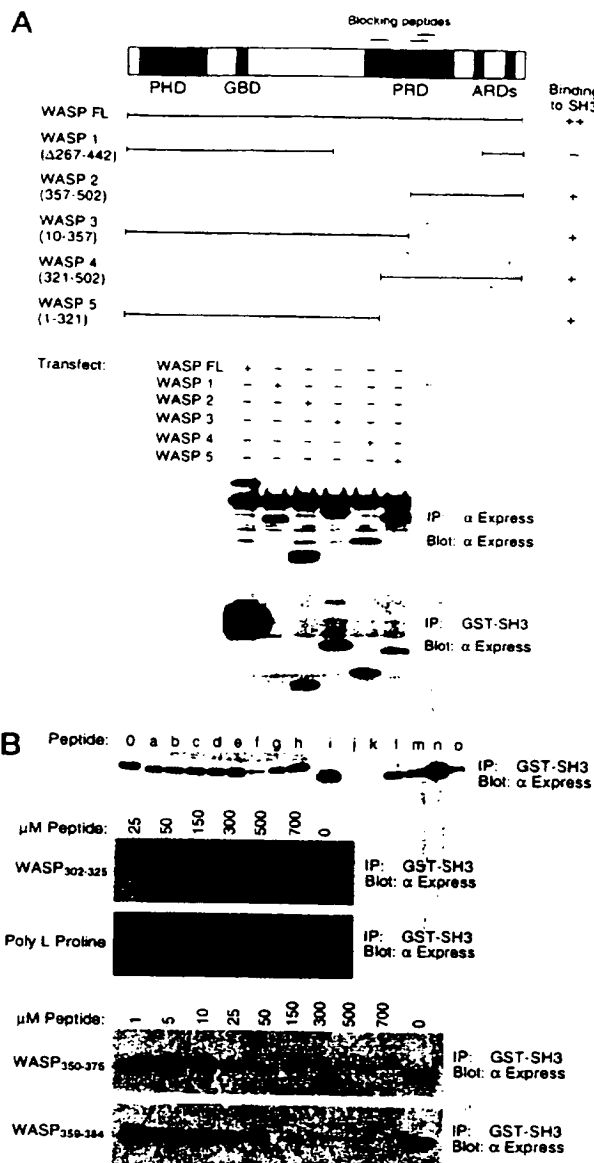 A
Blocking peptides
PHD GBD PRD ARDs
Binding
to SH3
WASP FL ++
WASP 1
(Δ267-442) −
WASP 2
(357-502) +
WASP 3
(10-357) +
WASP 4
(321-502) +
WASP 5
(1-321) +
Transfect: WASP FL + − − − − −
WASP 1 − + − − − −
WASP 2 − − + − − −
WASP 3 − − − + − −
WASP 4 − − − − + −
WASP 5 − − − − − +
IP: α Express
Blot: α Express
IP: GST-SH3
Blot: α Express
B
Peptide: 0 a b c d e f g h i j k l m n o
IP: GST-SH3
Blot: α Express
µM Peptide: 25 50 150 300 500 700 0
WASP302-325
IP: GST-SH3
Blot: α Express
Poly L Proline
IP: GST-SH3
Blot: α Express
µM Peptide: 1 5 10 25 50 150 300 500 700 0
WASP350-375
IP: GST-SH3
Blot: α Express
WASP359-384
IP: GST-SH3
Blot: α Express